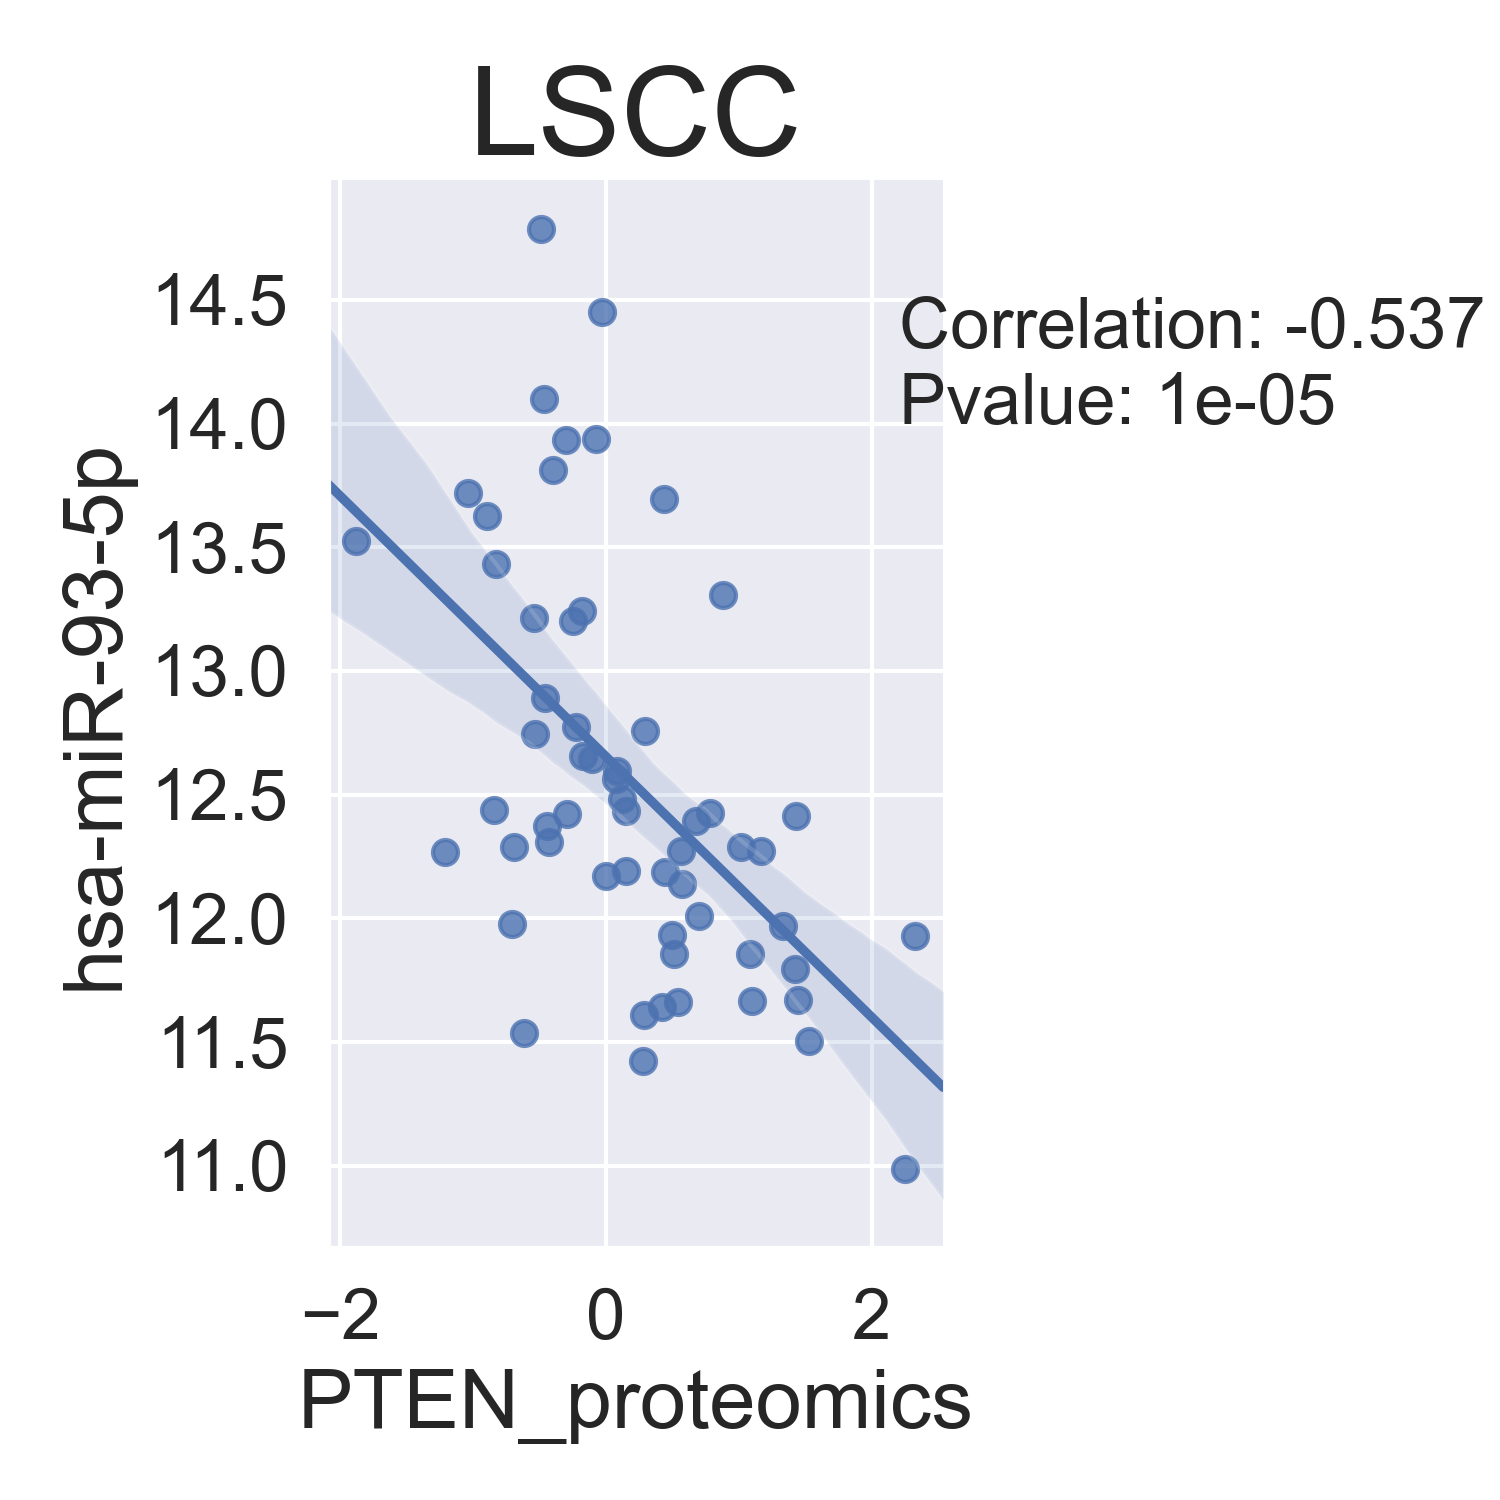 LSCC
Correlation: -0.537
Pvalue: 1e-05
hsa-miR-93-5p
14.5
14.0
13.5
13.0
12.5
12.0
11.5
11.0
−2 0 2
PTEN_proteomics